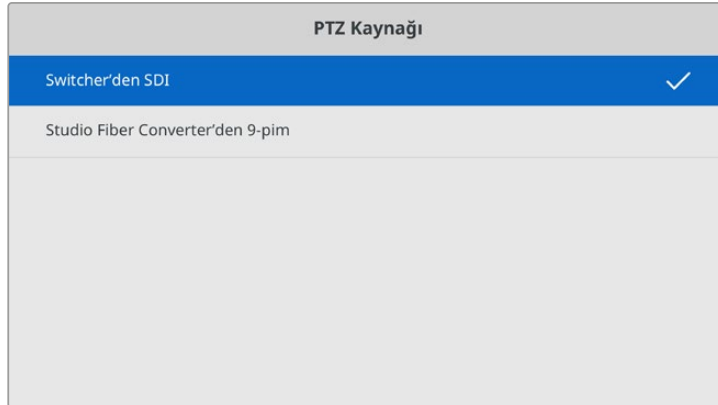 PTZ Kaynağı
Switcher’den SDI
Studio Fiber Converter’den 9-pim